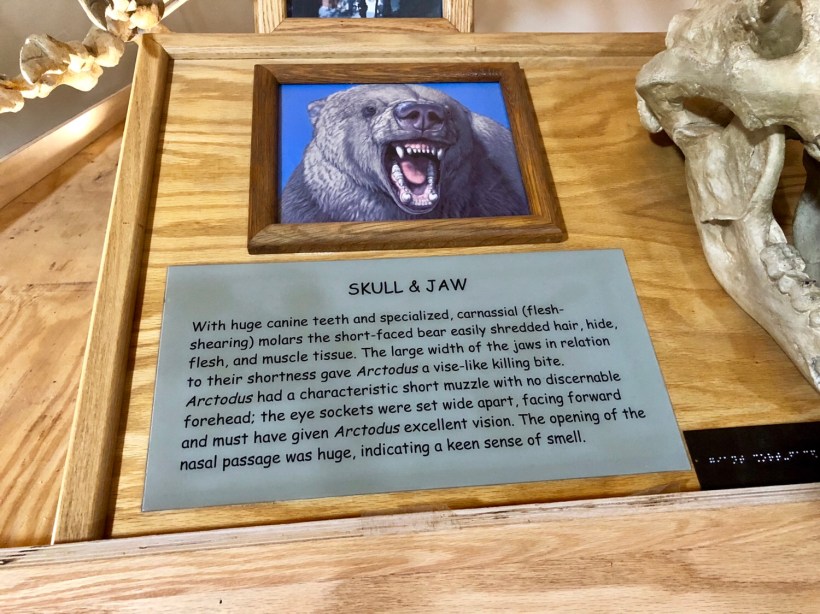 SKULL & JAW
With huge canine teeth and specialized, carnassial (flesh-
shearing) molars the short-faced bear easily shredded hair, hide,
flesh, and muscle tissue. The large width of the jaws in relation
to their shortness gave Arctodus a vise-like killing bite.
Arctodus had a characteristic short muzzle with no discernable
forehead; the eye sockets were set wide apart, facing forward
and must have given Arctodus excellent vision. The opening of the
nasal passage was huge, indicating a keen sense of smell.